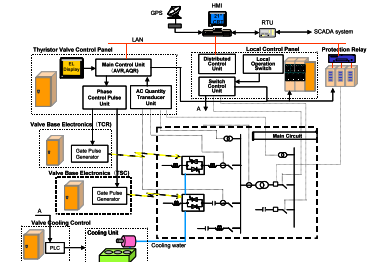 GPS
HMI
RTU
SCADA system
LAN
Thyristor Valve Control Panel
Local Control Panel
Protection Relay
EL
Display
Main Control Unit
(AVR,AQR)
Distributed
Control
Unit
Local
Operation
Switch
Phase
Control Pulse
Unit
AC Quantity
Transducer
Unit
Switch
Control
Unit
A
Valve Base Electronics (TCR)
Gate Pulse
Generator
Main Circuit
Valve Base Electronics (TSC)
Gate Pulse
Generator
A
Valve Cooling Control
PLC
Cooling Unit
Cooling water